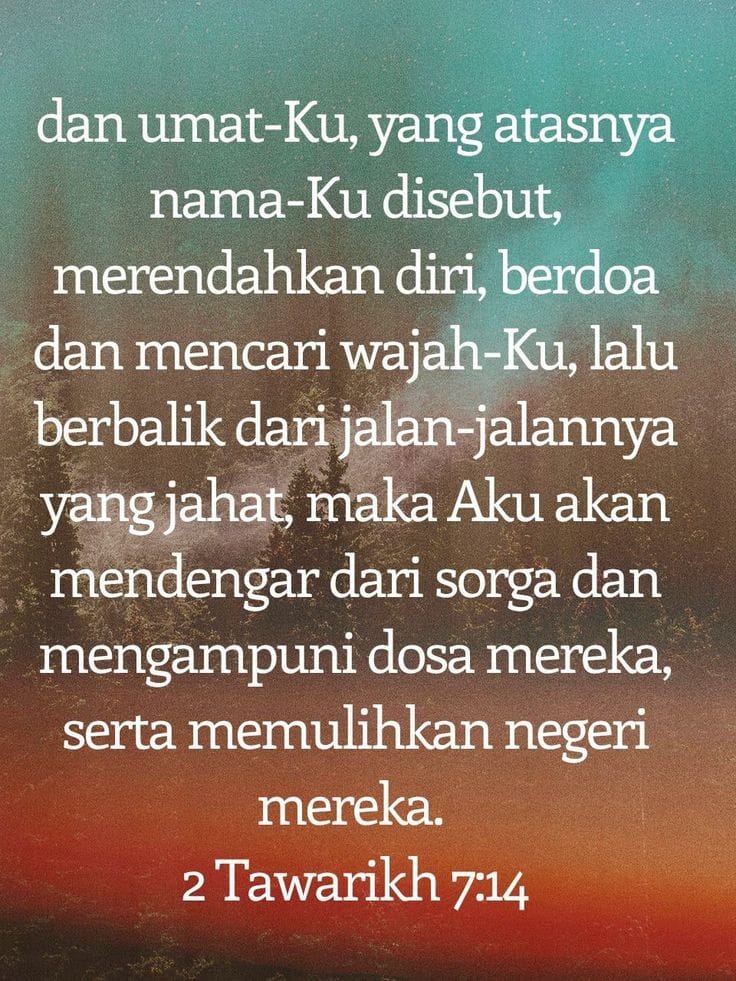 dan umat-Ku, yang atasnya
nama-Ku disebut,
merendahkan diri, berdoa
dan mencari wajah-Ku, lalu
berbalik dari jalan-jalannya
yang jahat, maka Aku akan
mendengar dari sorga dan
mengampuni dosa mereka,
serta memulihkan negeri
mereka.
2 Tawarikh 7:14